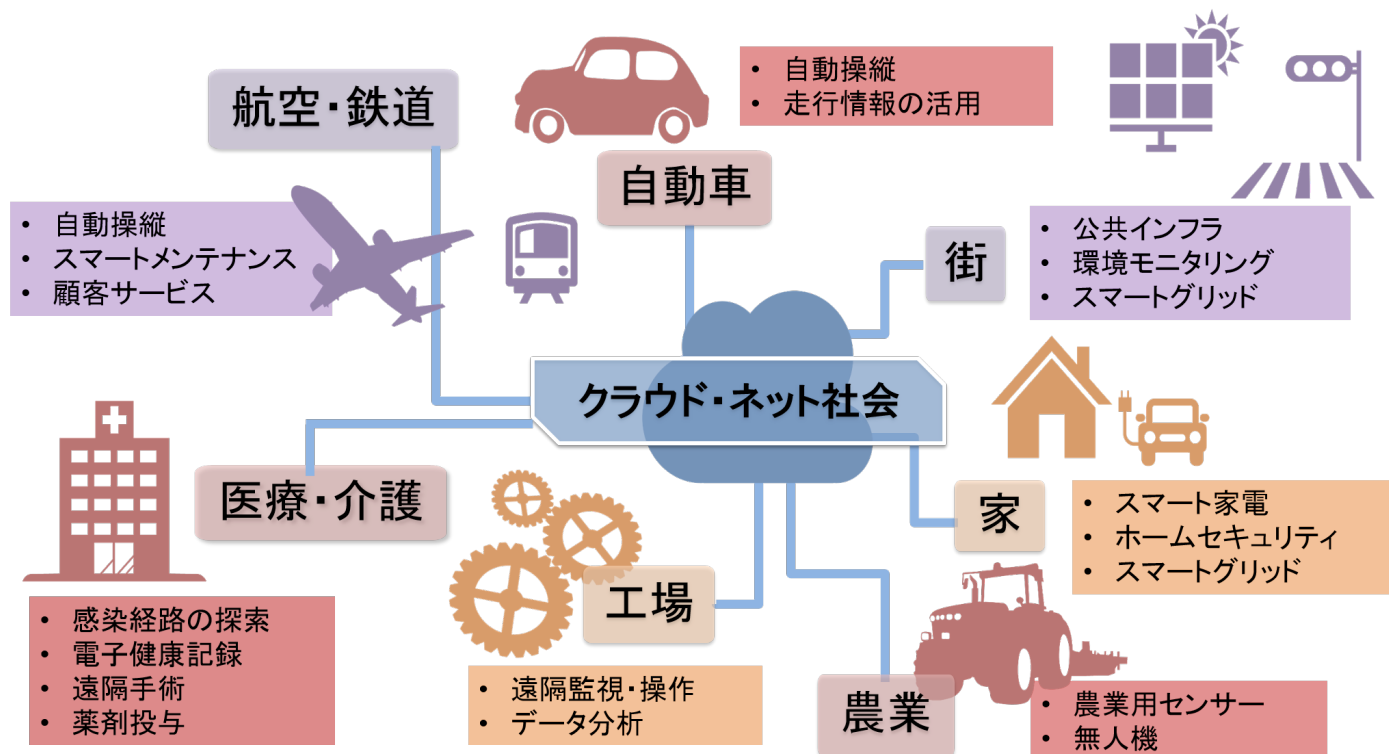 航空・鉄道
• 自動操縦
• スマートメンテナンス
• 顧客サービス
自動車
• 自動操縦
• 走行情報の活用
街
• 公共インフラ
• 環境モニタリング
• スマートグリッド
クラウド・ネット社会
医療・介護
• 感染経路の探索
• 電子健康記録
• 遠隔手術
• 薬剤投与
工場
• 遠隔監視・操作
• データ分析
家
• スマート家電
• ホームセキュリティ
• スマートグリッド
農業
• 農業用センサー
• 無人機